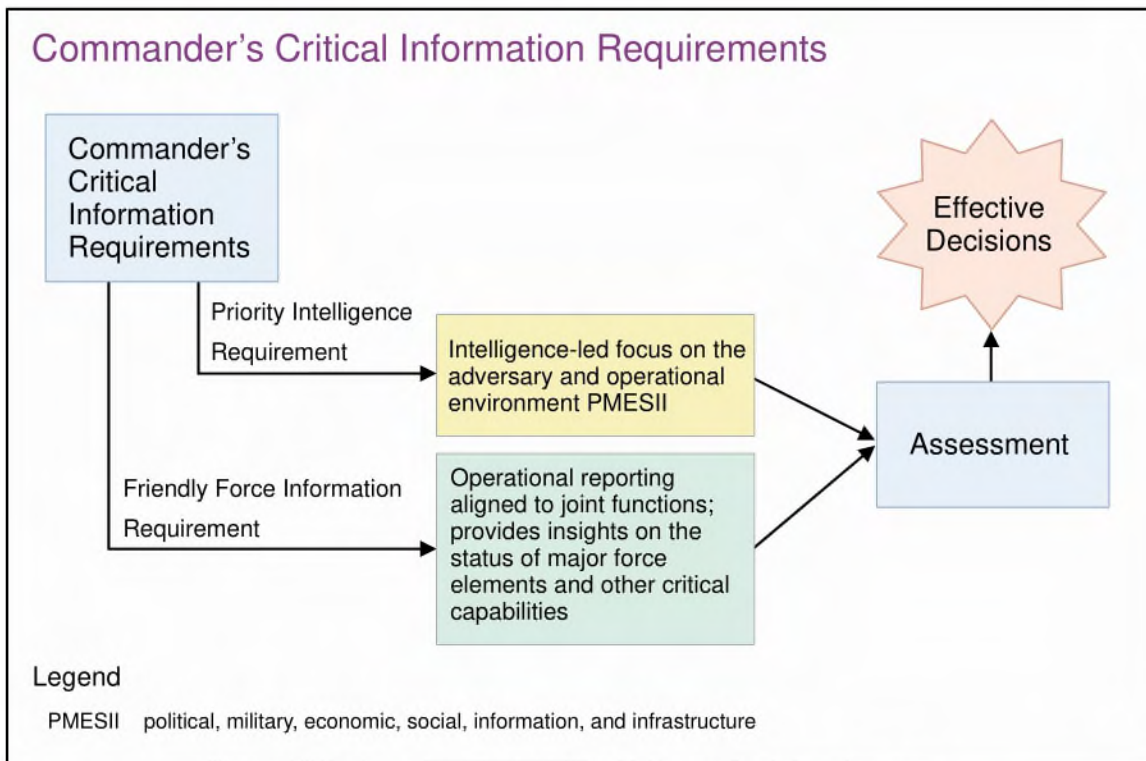 Commander's Critical Information Requirements
Commander's
Critical
Information
Requirements
Effective
Decisions
Priority Intelligence
Requirement
Intelligence-led focus on the
adversary and operational
environment PMESII
Assessment
Friendly Force Information
Requirement
Operational reporting
aligned to joint functions;
provides insights on the
status of major force
elements and other critical
capabilities
Legend
PMESII political, military, economic, social, information, and infrastructure